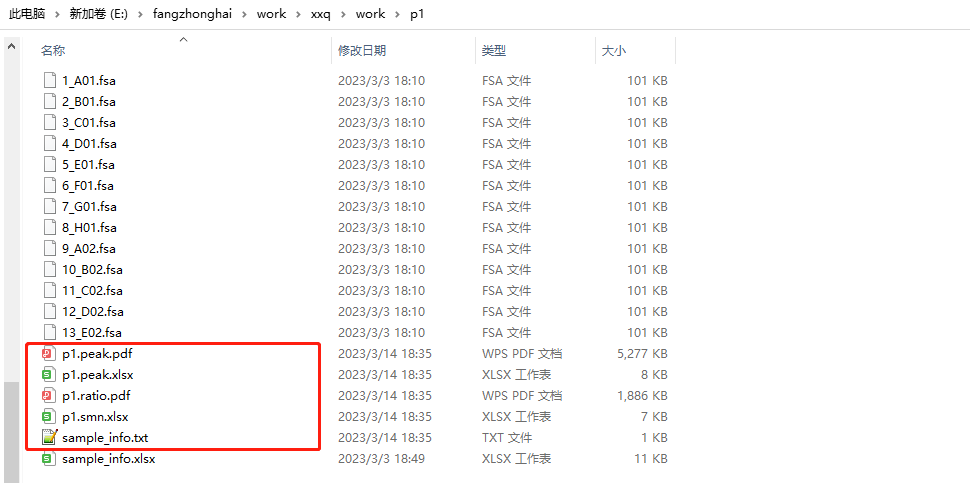 此电脑 > 新加卷 (E:) > fangzhonghai > work > xxq > work > p1
名称 修改日期 类型 大小
1_A01.fsa 2023/3/3 18:10 FSA 文件 101 KB
2_B01.fsa 2023/3/3 18:10 FSA 文件 101 KB
3_C01.fsa 2023/3/3 18:10 FSA 文件 101 KB
4_D01.fsa 2023/3/3 18:10 FSA 文件 101 KB
5_E01.fsa 2023/3/3 18:10 FSA 文件 101 KB
6_F01.fsa 2023/3/3 18:10 FSA 文件 101 KB
7_G01.fsa 2023/3/3 18:10 FSA 文件 101 KB
8_H01.fsa 2023/3/3 18:10 FSA 文件 101 KB
9_A02.fsa 2023/3/3 18:10 FSA 文件 101 KB
10_B02.fsa 2023/3/3 18:10 FSA 文件 101 KB
11_C02.fsa 2023/3/3 18:10 FSA 文件 101 KB
12_D02.fsa 2023/3/3 18:10 FSA 文件 101 KB
13_E02.fsa 2023/3/3 18:10 FSA 文件 101 KB
p1.peak.pdf 2023/3/14 18:35 WPS PDF 文档 5,277 KB
p1.peak.xlsx 2023/3/14 18:35 XLSX 工作表 8 KB
p1.ratio.pdf 2023/3/14 18:35 WPS PDF 文档 1,886 KB
p1.smn.xlsx 2023/3/14 18:35 XLSX 工作表 7 KB
sample_info.txt 2023/3/14 18:35 TXT 文件 1 KB
sample_info.xlsx 2023/3/3 18:49 XLSX 工作表 11 KB